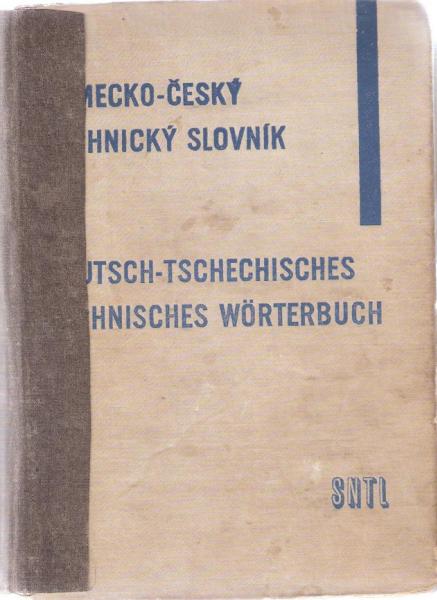 MECKO-ČESKÝ
HNICKÝ SLOVNÍK
UTSCH-TSCHECHISCHES
HNISCHES WÖRTERBUCH
SNTL